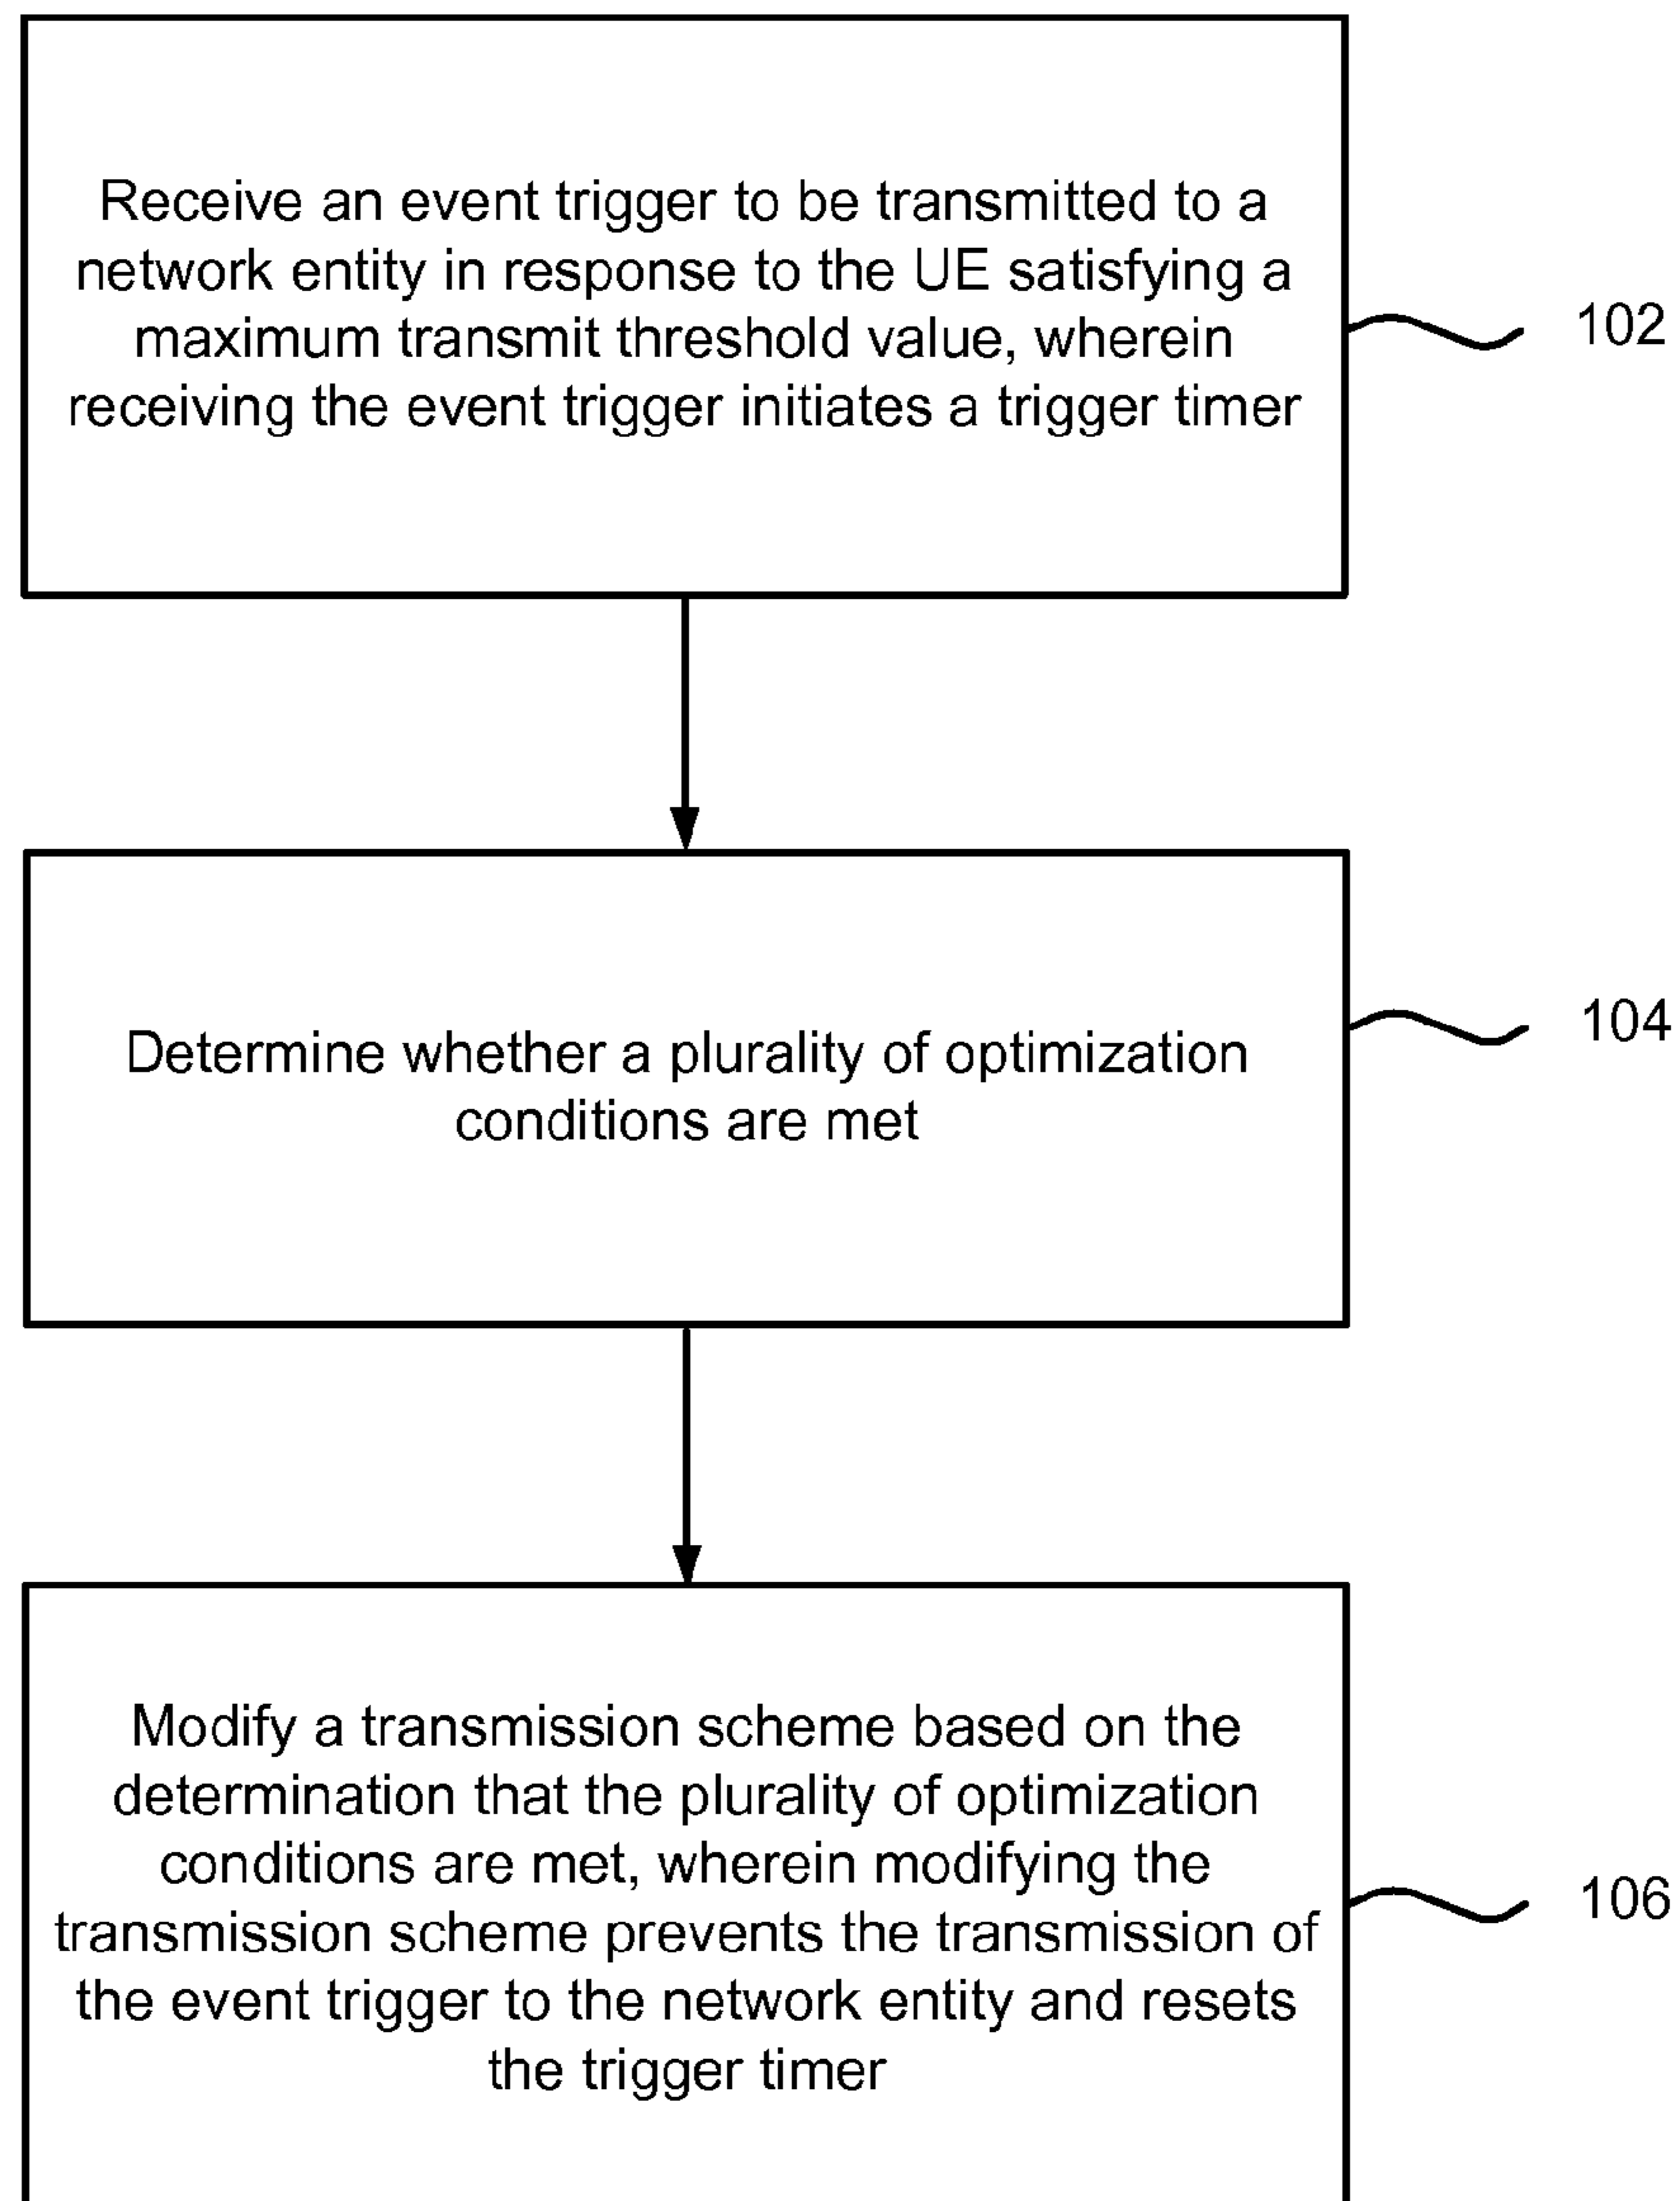 Receive an event trigger to be transmitted to a
network entity in response to the UE satisfying a
maximum transmit threshold value, wherein
receiving the event trigger initiates a trigger timer
102
Determine whether a plurality of optimization
conditions are met
104
Modify a transmission scheme based on the
determination that the plurality of optimization
conditions are met, wherein modifying the
transmission scheme prevents the transmission of
the event trigger to the network entity and resets
the trigger timer
106